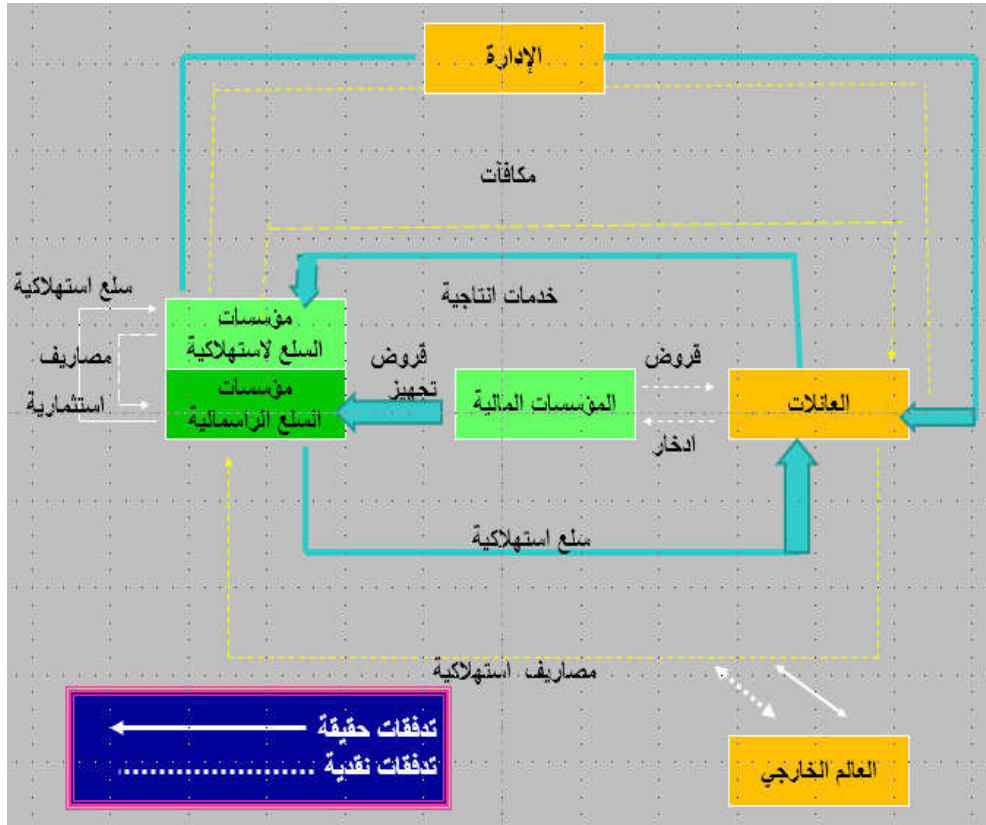 الإدارة
مكافآت
سلع استهلاكية
خدمات انتاجية
مؤسسات
السلع لاستهلاكية
مصاريف
قروض
قروض
تجهيز
مؤسسات
السلع الراسمالية
استثمارية
المؤسسات المالية
العائلات
ادخار
سلع استهلاكية
مصاريف استهلاكية
تدفقات حقيقة
تدفقات نقدية
العالم الخارجي